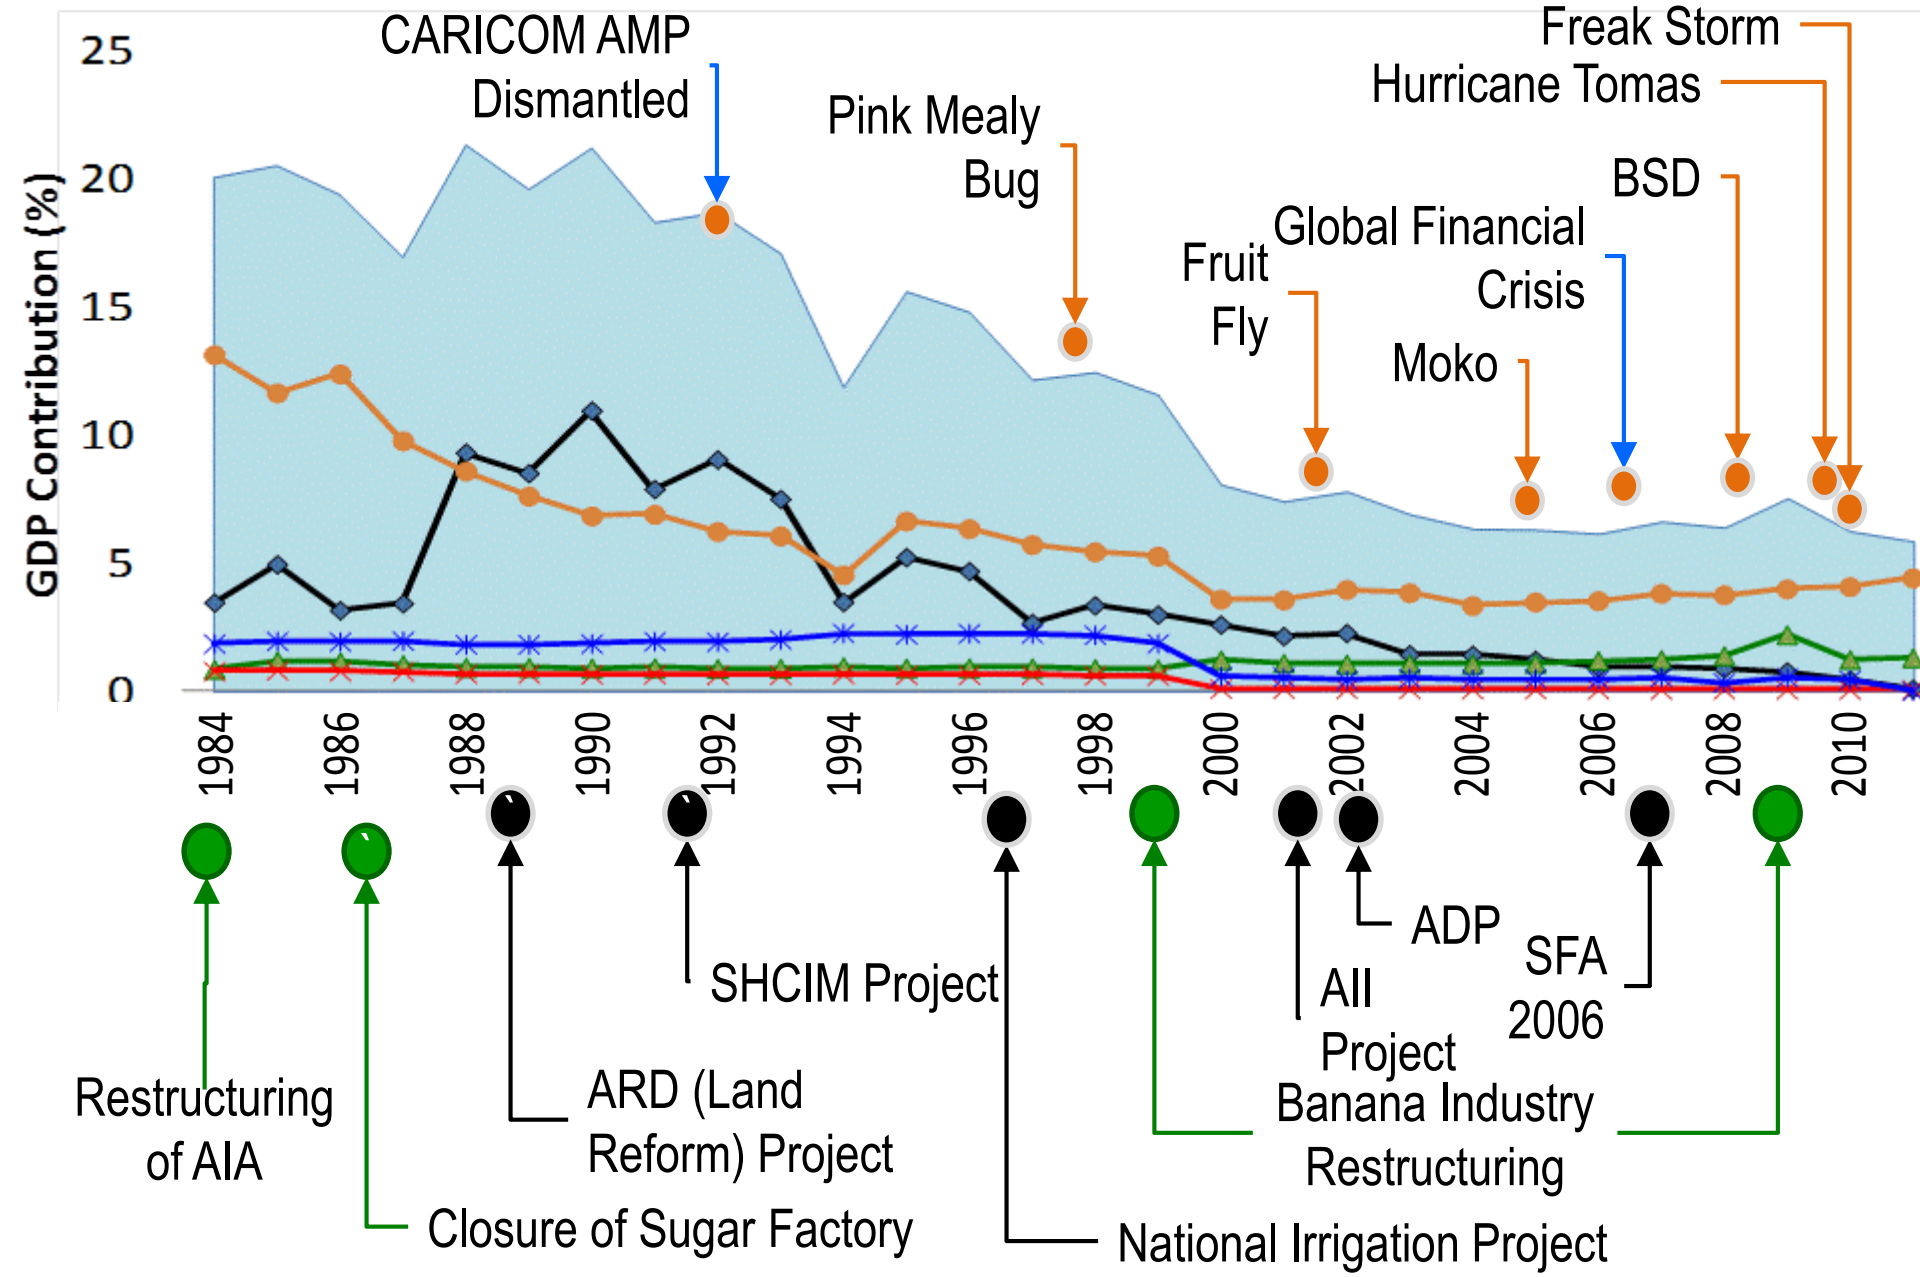 CARICOM AMP
Dismantled
Pink Mealy
Bug
Fruit
Fly
Global Financial
Crisis
Moko
BSD
Hurricane Tomas
Freak Storm
GDP Contribution (%)
25
20
15
10
5
0
1984
1986
1988
1990
1992
1994
1996
1998
2000
2002
2004
2006
2008
2010
Restructuring
of AIA
Closure of Sugar Factory
ARD (Land
Reform) Project
SHCIM Project
National Irrigation Project
Banana Industry
Restructuring
AII
Project
ADP
SFA
2006